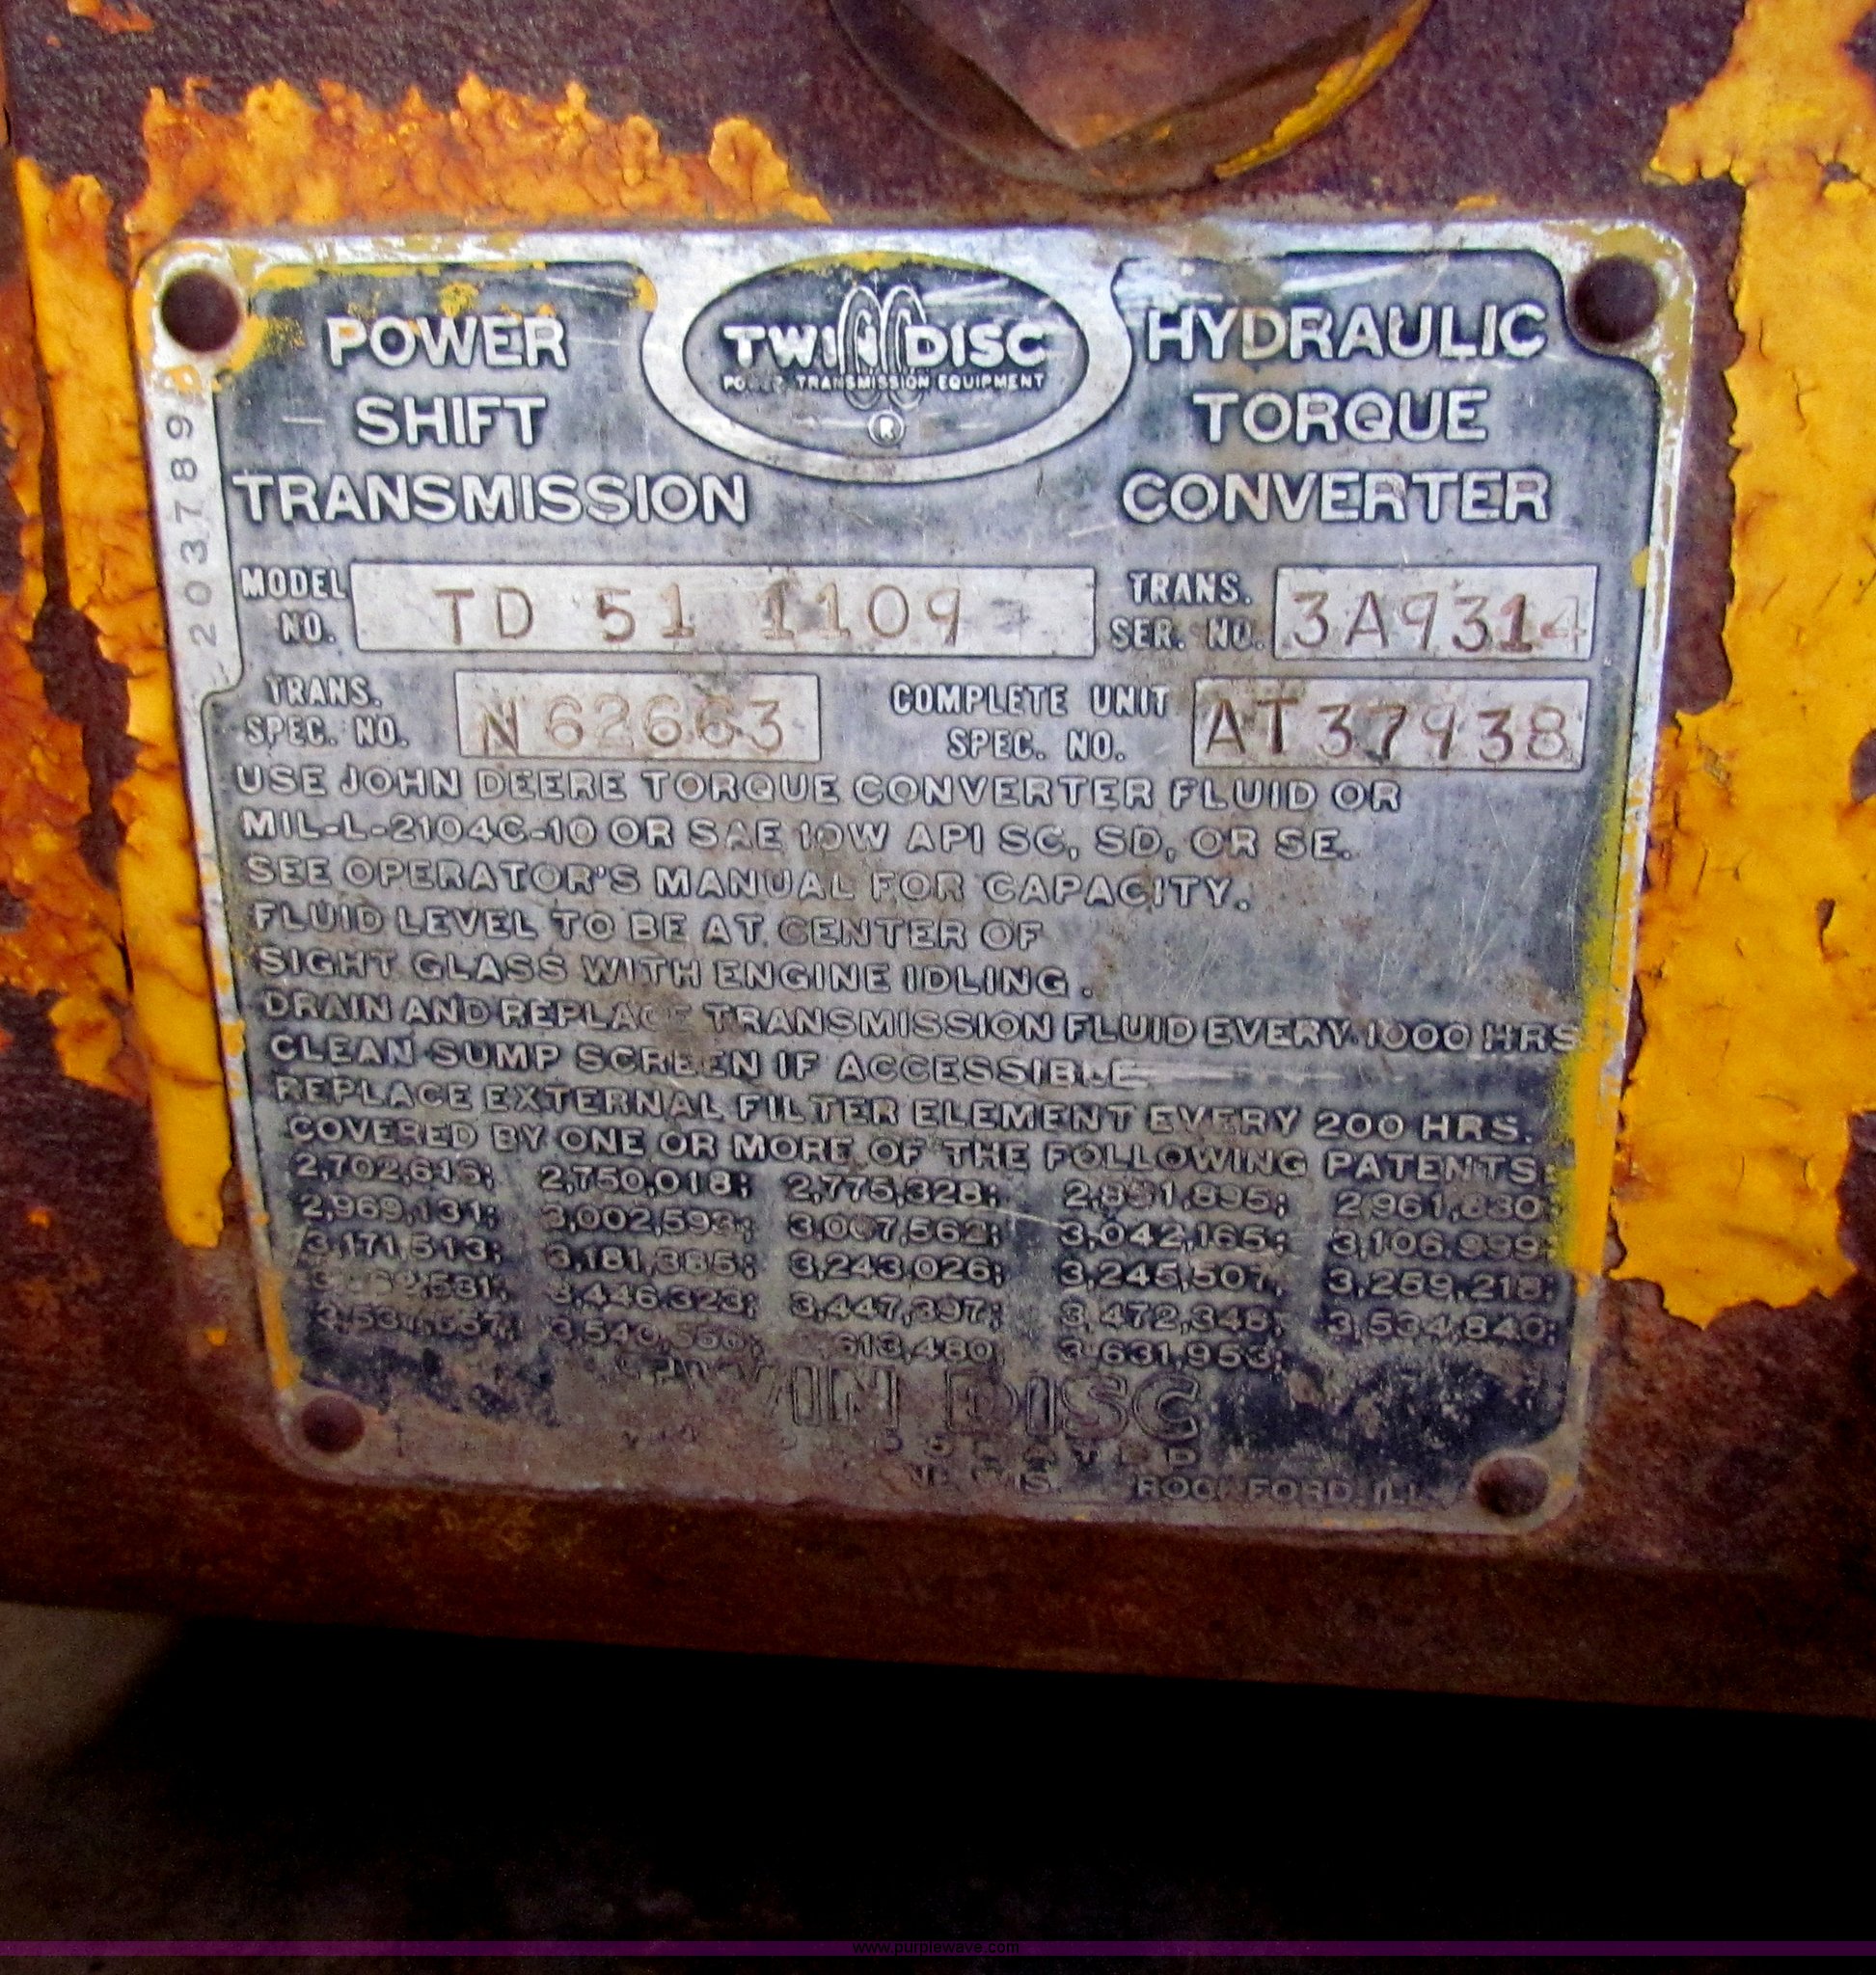 POWER
SHIFT
TRANSMISSION
TWIN DISC
POWER TRANSMISSION EQUIPMENT
®
HYDRAULIC
TORQUE
CONVERTER
203789
MODEL NO. TD 51 1109
TRANS. SER. NO. 3A9314
TRANS. SPEC. NO. N62663
COMPLETE UNIT SPEC. NO. AT37938
USE JOHN DEERE TORQUE CONVERTER FLUID OR
MIL-L-2104C-10 OR SAE 10W API SC, SD, OR SE.
SEE OPERATOR'S MANUAL FOR CAPACITY.
FLUID LEVEL TO BE AT CENTER OF
SIGHT GLASS WITH ENGINE IDLING.
DRAIN AND REPLACE TRANSMISSION FLUID EVERY 1000 HRS
CLEAN SUMP SCREEN IF ACCESSIBLE
REPLACE EXTERNAL FILTER ELEMENT EVERY 200 HRS.
COVERED BY ONE OR MORE OF THE FOLLOWING PATENTS:
2,750,018; 2,775,328; 2,961,830
2,969,131; 3,002,593; 3,007,562; 3,042,165; 3,106,999
3,171,513; 3,181,385; 3,243,026; 3,245,507, 3,259,218;
3,446,323; 3,447,397; 3,472,348; 3,534,840;
3,631,953;
TWIN DISC
ROCKFORD, ILL.
www.purplewave.com